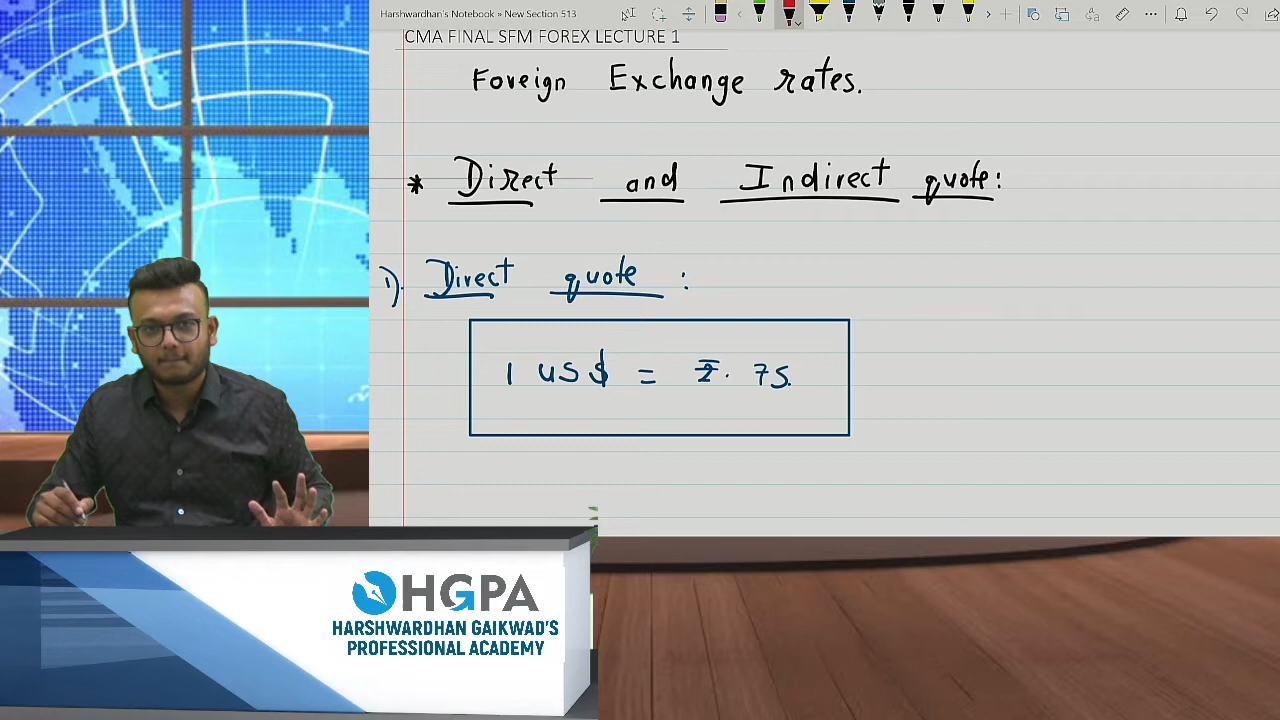 Harshwardhan's Notebook » New Section 513
CMA FINAL SFM FOREX LECTURE 1
Foreign Exchange rates.
* Direct and Indirect quote:
1). Direct quote :
1 US $ = ₹. 75.
HGPA
HARSHWARDHAN GAIKWAD'S
PROFESSIONAL ACADEMY